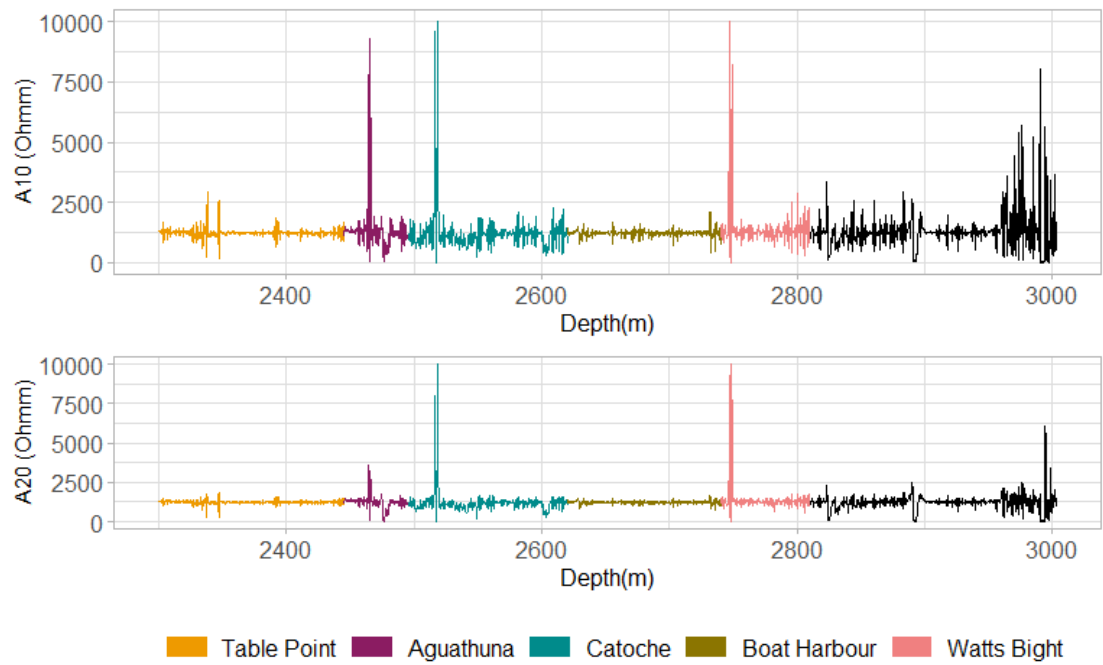 10000
7500
5000
2500
0
A10 (Ohmm)
2400 2600 2800 3000
Depth(m)
10000
7500
5000
2500
0
A20 (Ohmm)
2400 2600 2800 3000
Depth(m)
Table Point Aguathuna Catoche Boat Harbour Watts Bight